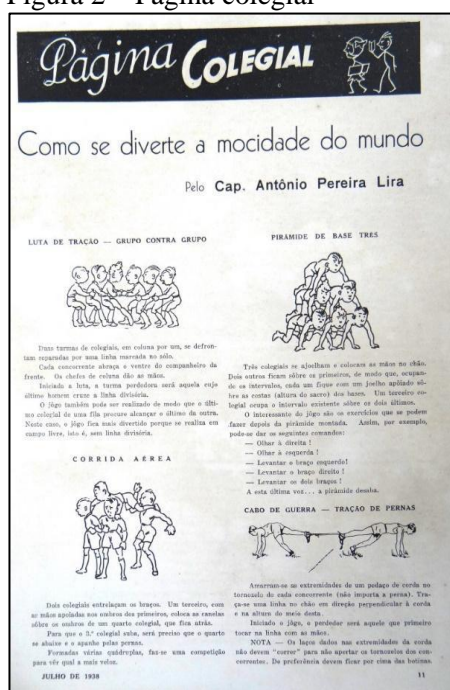 Figura 2 – Página colegial
Página COLEGIAL
Como se diverte a mocidade do mundo
Pelo Cap. Antônio Pereira Lira
LUTA DE TRAÇÃO — GRUPO CONTRA GRUPO
Duas turmas de colegiais, em coluna por um, se defron-
tam separadas por uma linha marcada no sólo.
Cada concorrente abraça o ventre do companheiro da
frente. Os chefes de coluna dão as mãos.
Iniciada a luta, a turma perdedora será aquela cujo
último homem cruze a linha divisória.
O jôgo também pode ser realizado de modo que o últi-
mo colegial de uma fila procure alcançar o último da outra.
Neste caso, o jôgo fica mais divertido porque se realiza em
campo livre, isto é, sem linha divisória.
CORRIDA AÉREA
Dois colegiais entrelaçam os braços. Um terceiro, com
as mãos apoiadas nos ombros dos primeiros, coloca as canelas
sôbre os ombros de um quarto colegial, que fica atrás.
Para que o 3.º colegial suba, será preciso que o quarto
se abaixe e o apanhe pelas pernas.
Formadas várias quádruplas, faz-se uma competição
para vêr qual a mais veloz.
JULHO DE 1938
PIRÂMIDE DE BASE TRÊS
Três colegiais se ajoelham e colocam as mãos no chão.
Dois outros ficam sôbre os primeiros, de modo que, ocupan-
do os intervalos, cada um fique com um joelho apoiado sô-
bre as costas (altura do sacro) dos bases. Um terceiro co-
legial ocupa o intervalo existente sôbre os dois últimos.
O interessante do jôgo são os exercícios que se podem
fazer depois da pirâmide montada. Assim, por exemplo,
pode-se dar os seguintes comandos:
— Olhar à direita !
— Olhar à esquerda !
— Levantar o braço esquerdo!
— Levantar o braço direito !
— Levantar os dois braços !
A esta última voz... a pirâmide desaba.
CABO DE GUERRA — TRAÇÃO DE PERNAS
Amarram-se as extremidades de um pedaço de corda no
tornozelo de cada concorrente (não importa a perna). Tra-
ça-se uma linha no chão em direção perpendicular à corda
e na altura do meio desta.
Iniciado o jôgo, o perdedor será aquele que primeiro
tocar na linha com as mãos.
NOTA — Os laços dados nas extremidades da corda
não devem "correr" para não apertar os tornozelos dos con-
correntes. De preferência devem ficar por cima das botinas.
11